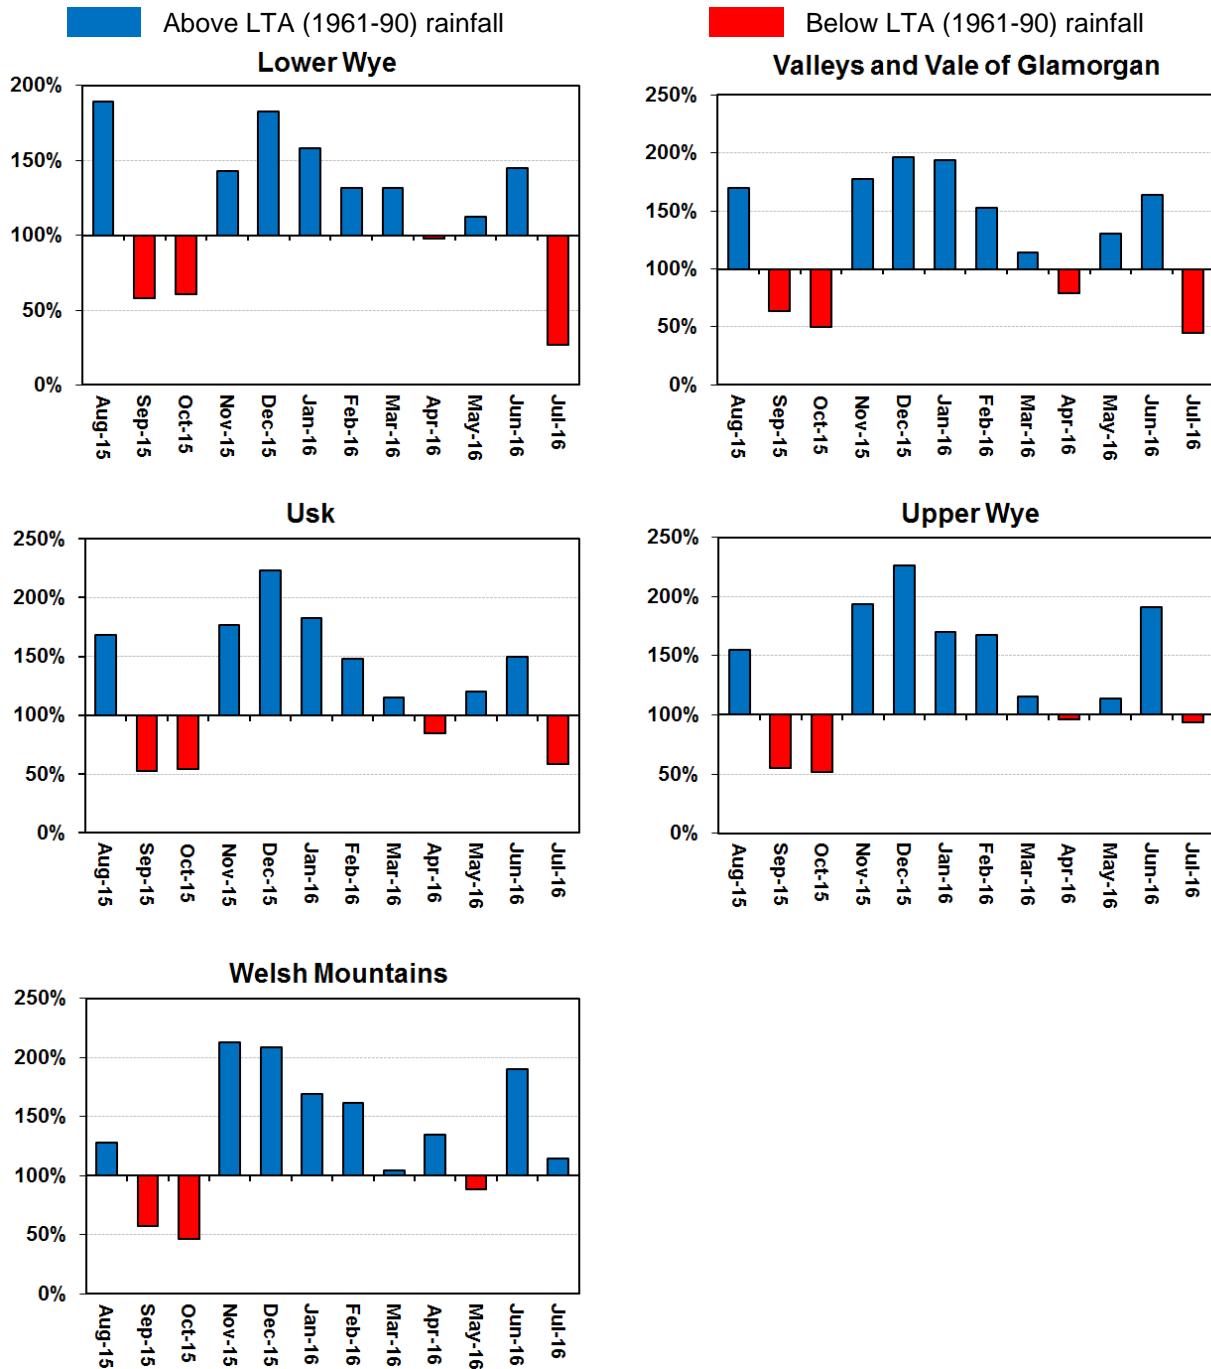 Above LTA (1961-90) rainfall
Below LTA (1961-90) rainfall
Lower Wye
200%
150%
100%
50%
0%
Aug-15
Sep-15
Oct-15
Nov-15
Dec-15
Jan-16
Feb-16
Mar-16
Apr-16
May-16
Jun-16
Jul-16
Valleys and Vale of Glamorgan
250%
200%
150%
100%
50%
0%
Aug-15
Sep-15
Oct-15
Nov-15
Dec-15
Jan-16
Feb-16
Mar-16
Apr-16
May-16
Jun-16
Jul-16
Usk
250%
200%
150%
100%
50%
0%
Aug-15
Sep-15
Oct-15
Nov-15
Dec-15
Jan-16
Feb-16
Mar-16
Apr-16
May-16
Jun-16
Jul-16
Upper Wye
250%
200%
150%
100%
50%
0%
Aug-15
Sep-15
Oct-15
Nov-15
Dec-15
Jan-16
Feb-16
Mar-16
Apr-16
May-16
Jun-16
Jul-16
Welsh Mountains
250%
200%
150%
100%
50%
0%
Aug-15
Sep-15
Oct-15
Nov-15
Dec-15
Jan-16
Feb-16
Mar-16
Apr-16
May-16
Jun-16
Jul-16